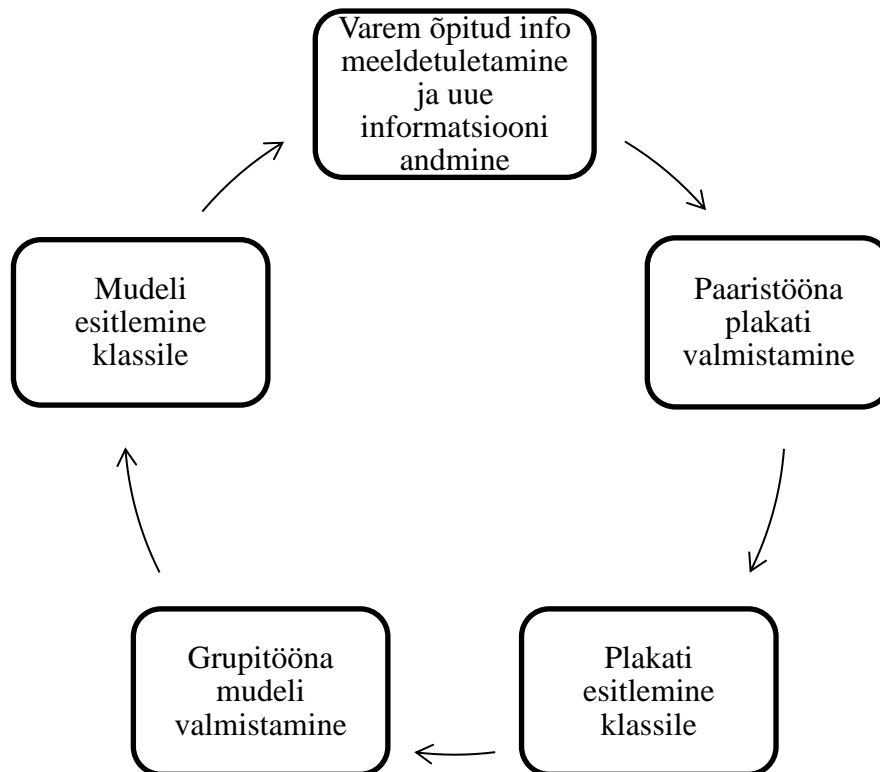 Varem õpitud info
meeldetuletamine
ja uue
informatsiooni
andmine
Paaristööna
plakati
valmistamine
Plakati
esitlemine
klassile
Grupitööna
mudeli
valmistamine
Mudeli
esitlemine
klassile